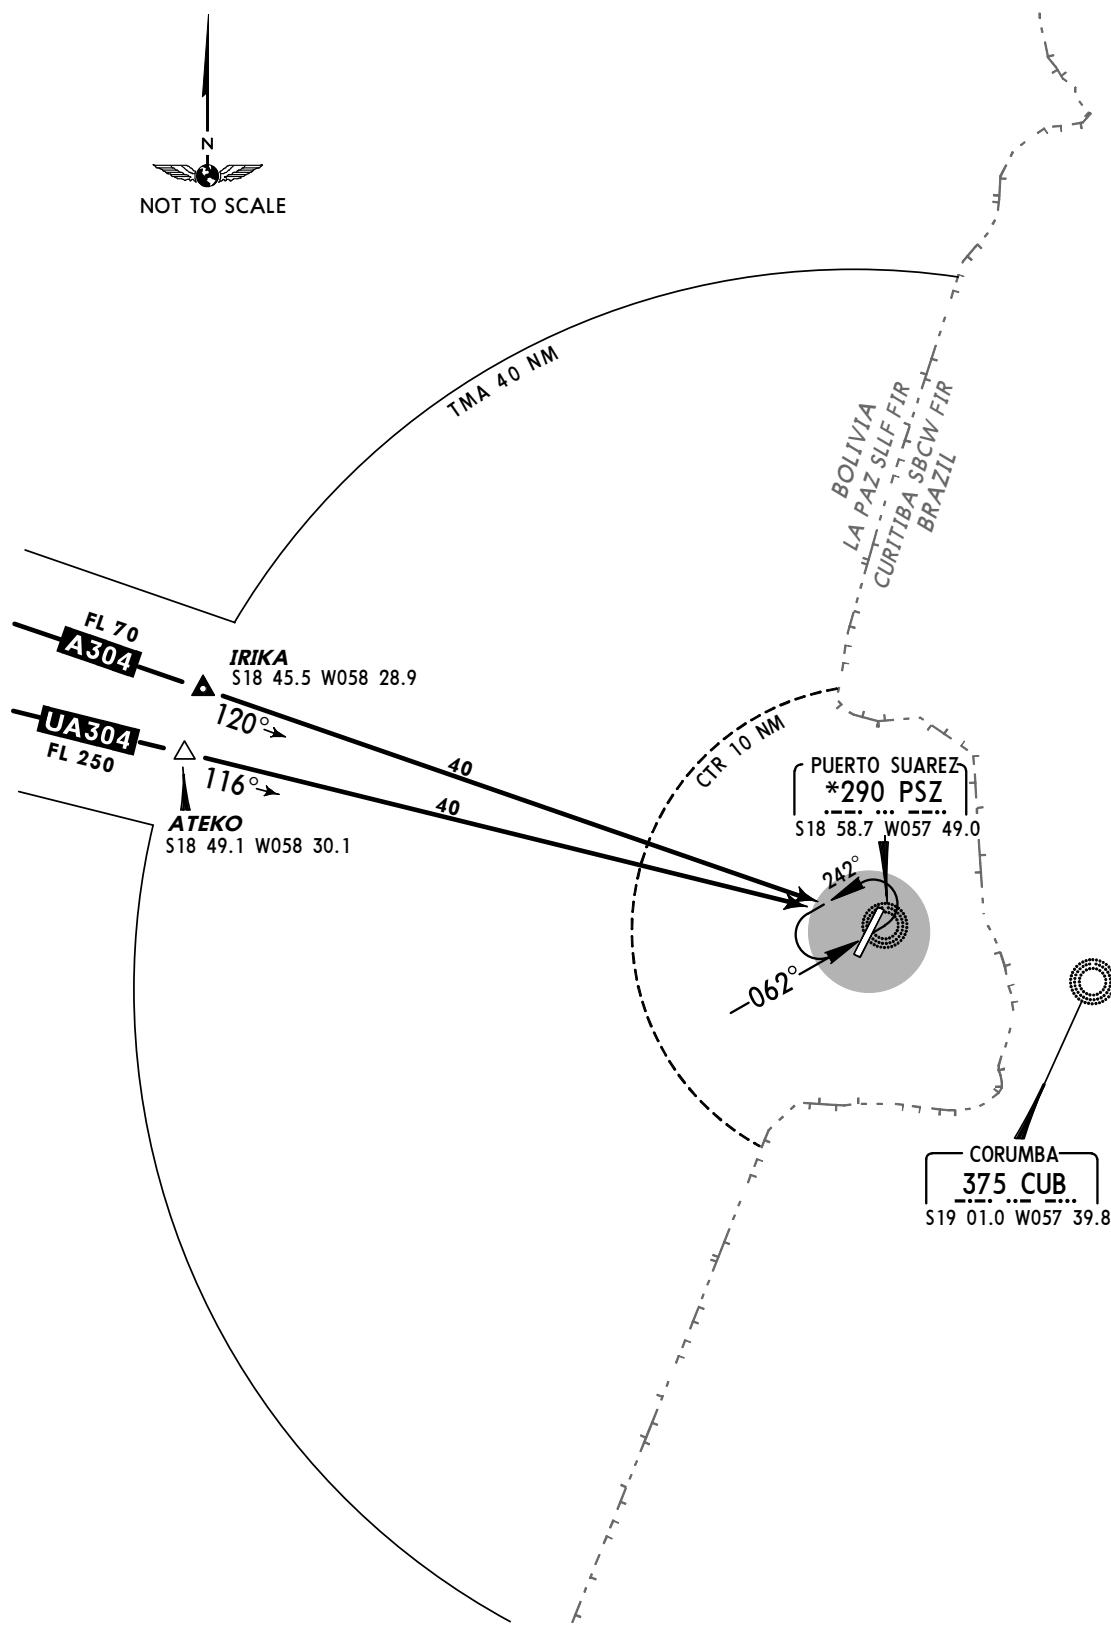 N
NOT TO SCALE
TMA 40 NM
BOLIVIA
LA PAZ SLLF FIR
CURITIBA SBCW FIR
BRAZIL
FL 70
A304
IRIKA
S18 45.5 W058 28.9
120°
UA304
FL 250
116°
ATEKO
S18 49.1 W058 30.1
40
40
CTR 10 NM
PUERTO SUAREZ
*290 PSZ
S18 58.7 W057 49.0
242°
062°
CORUMBA
375 CUB
S19 01.0 W057 39.8